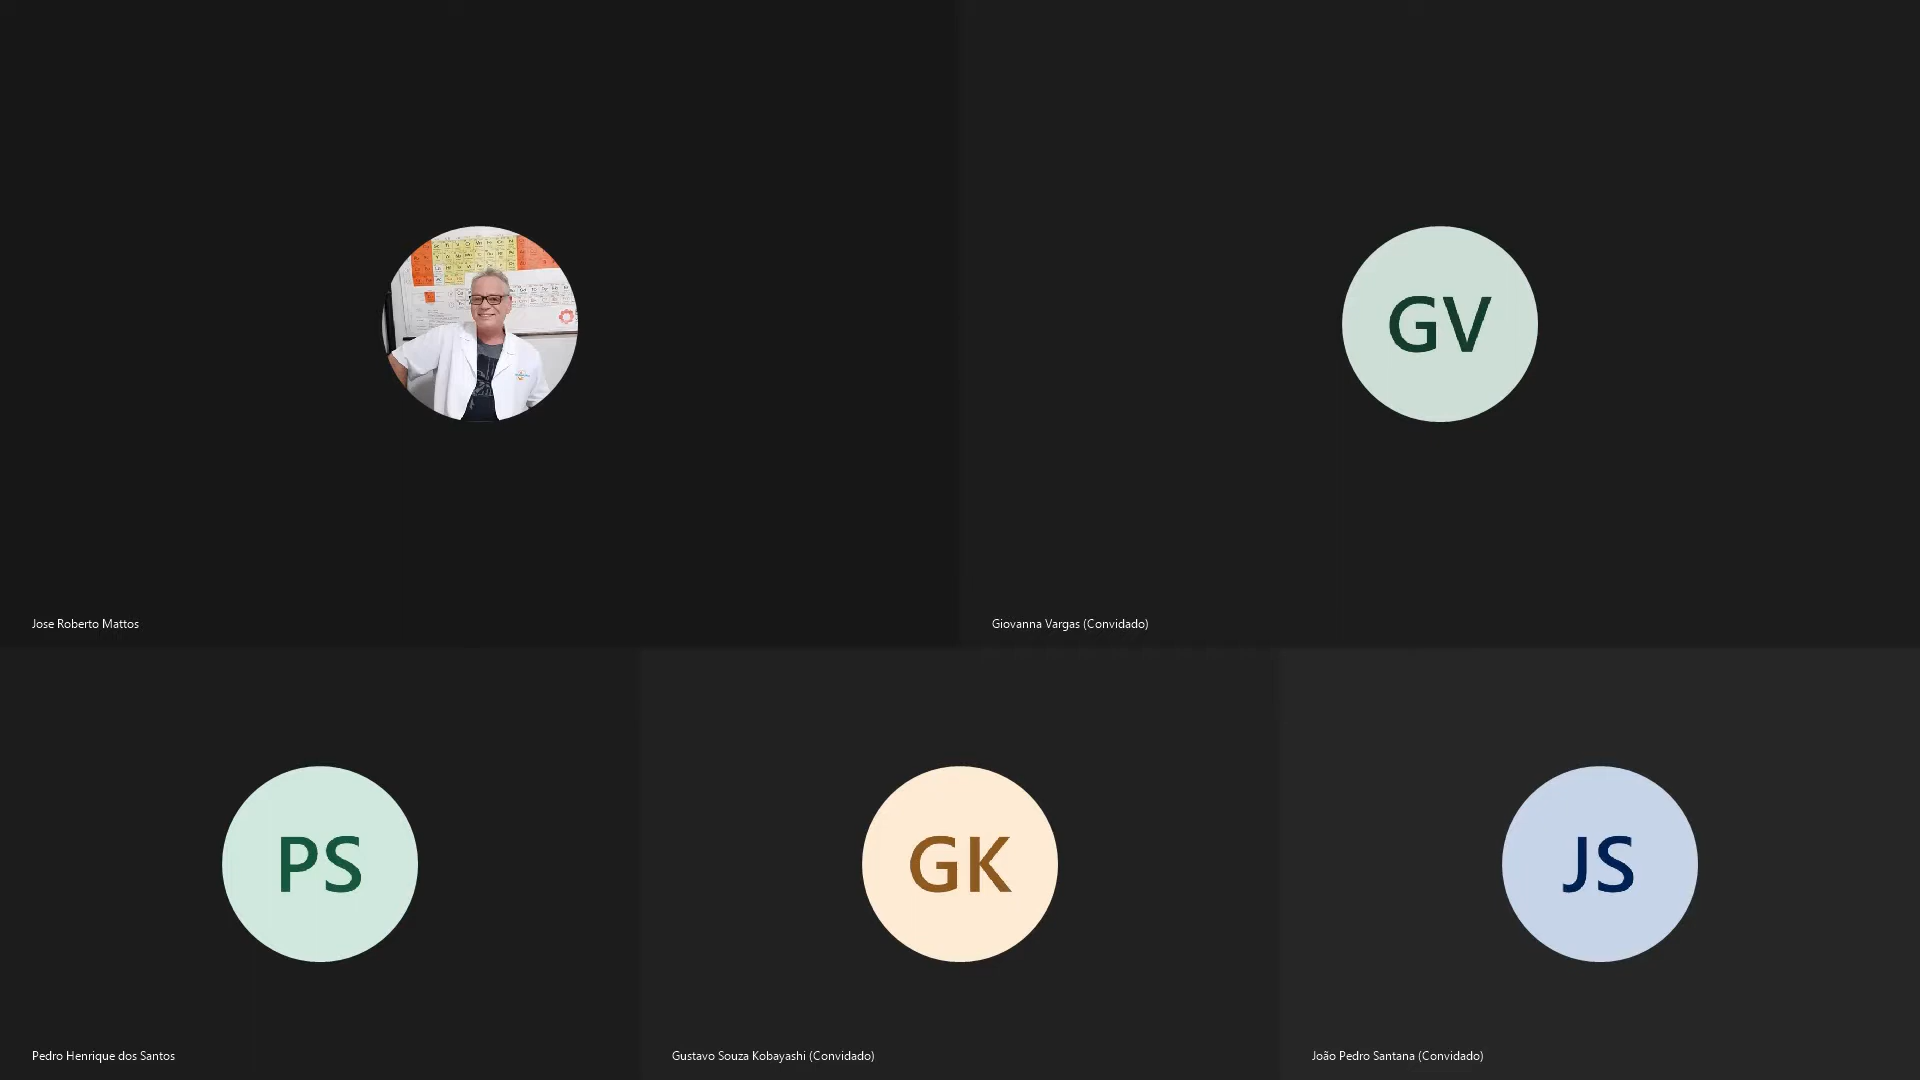 GV
Jose Roberto Mattos
Giovanna Vargas (Convidado)
PS
GK
JS
Pedro Henrique dos Santos
Gustavo Souza Kobayashi (Convidado)
João Pedro Santana (Convidado)